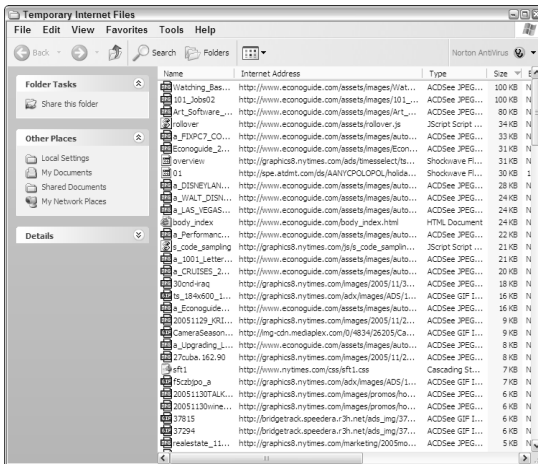 Temporary Internet Files
File Edit View Favorites Tools Help
Back Search Folders Norton AntiVirus
Folder Tasks
Share this folder
Other Places
Local Settings
My Documents
Shared Documents
My Network Places
Details
Name Internet Address Type Size
Watching_Bas... http://www.econoguide.com/assets/images/Wat... ACDSee JPEG... 100 KB N
101_Jobs02 http://www.econoguide.com/assets/images/101_... ACDSee JPEG... 100 KB N
Art_Software_... http://www.econoguide.com/assets/images/Art_... ACDSee JPEG... 80 KB N
rollover http://www.econoguide.com/assets/rollover.js JScript Script ... 34 KB N
a_FIXPC7_CO... http://www.econoguide.com/assets/images/auto... ACDSee JPEG... 33 KB N
Econoguide_2... http://www.econoguide.com/assets/images/Econ... ACDSee JPEG... 31 KB N
overview http://graphics8.nytimes.com/ads/timesselect/ts... Shockwave Fl... 31 KB N
01 http://spe.atdmt.com/ds/AANYCPOLOPOL/holida... Shockwave Fl... 30 KB 1
a_DISNEYLAN... http://www.econoguide.com/assets/images/auto... ACDSee JPEG... 28 KB N
a_WALT_DISN... http://www.econoguide.com/assets/images/auto... ACDSee JPEG... 24 KB N
a_LAS_VEGAS... http://www.econoguide.com/assets/images/auto... ACDSee JPEG... 24 KB N
body_index http://www.econoguide.com/body_index.html HTML Document 24 KB N
a_Performanc... http://www.econoguide.com/assets/images/auto... ACDSee JPEG... 22 KB N
s_code_sampling http://graphics8.nytimes.com/js/s_code_samplin... JScript Script ... 21 KB N
a_1001_Letter... http://www.econoguide.com/assets/images/auto... ACDSee JPEG... 21 KB N
a_CRUISES_2... http://www.econoguide.com/assets/images/auto... ACDSee JPEG... 20 KB N
30cnd-iraq http://graphics8.nytimes.com/images/2005/11/3... ACDSee JPEG... 18 KB N
ts_184x600_1... http://graphics8.nytimes.com/adx/images/ADS/1... ACDSee GIF I... 16 KB N
a_Econoguide... http://www.econoguide.com/assets/images/auto... ACDSee JPEG... 16 KB N
20051129_KRI... http://graphics8.nytimes.com/images/2005/11/2... ACDSee JPEG... 9 KB N
CameraSeason... http://img-cdn.mediaplex.com/0/4834/26205/Ca... ACDSee GIF I... 9 KB N
a_Upgrading_L... http://www.econoguide.com/assets/images/auto... ACDSee JPEG... 8 KB N
27cuba.162.90 http://graphics8.nytimes.com/images/2005/11/2... ACDSee JPEG... 8 KB N
sft1 http://www.nytimes.com/css/sft1.css Cascading St... 7 KB N
f5czbjpo_a http://graphics8.nytimes.com/adx/images/ADS/1... ACDSee GIF I... 7 KB N
20051130TALK... http://graphics8.nytimes.com/images/promos/ho... ACDSee JPEG... 6 KB N
20051130wine... http://graphics8.nytimes.com/images/promos/ho... ACDSee JPEG... 6 KB N
37815 http://bridgetrack.speedera.r3h.net/ads_img/37... ACDSee GIF I... 6 KB N
37294 http://bridgetrack.speedera.r3h.net/ads_img/37... ACDSee GIF I... 6 KB N
realestate_11... http://graphics8.nytimes.com/marketing/2005mo... ACDSee JPEG... 5 KB N